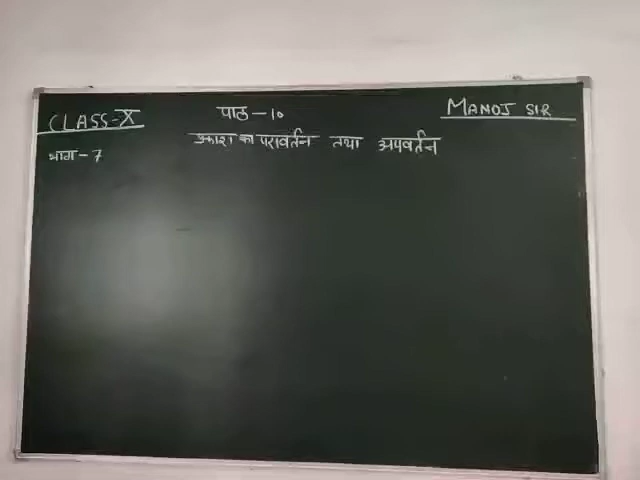 CLASS-X
पाठ-10
MANOJ SIR
प्रकाश का परावर्तन तथा अपवर्तन
भाग-7